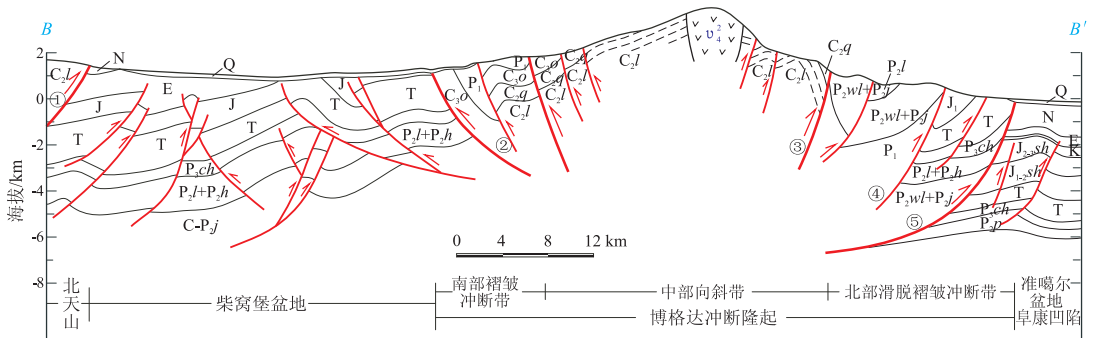 B
B′
海拔/km
2
0
-2
-4
-6
-8
C₂l
N
Q
E
J
J
J
T
T
T
T
T
①
P₃ch
P₂l+P₂h
C-P₂j
P₂l+P₂h
C₃o
P₁
P₁
C₃o
C₂q
C₂l
②
C₂o
C₂q
C₂l
C₂q
C₂l
C₂l
υ₄²
C₂l
C₂l
C₂q
③
P₂wl+P₂j
P₂l
P₂wl+P₂j
P₁
J₁
T
T
P₃ch
P₂l+P₂h
P₂wl+P₂j
④
⑤
Q
N
E
K
J₂₋₃sh
J₁₋₂sh
T
T
P₃ch
P₂p
0 4 8 12 km
北天山
柴窝堡盆地
南部褶皱冲断带
中部向斜带
北部滑脱褶皱冲断带
准噶尔盆地
阜康凹陷
博格达冲断隆起